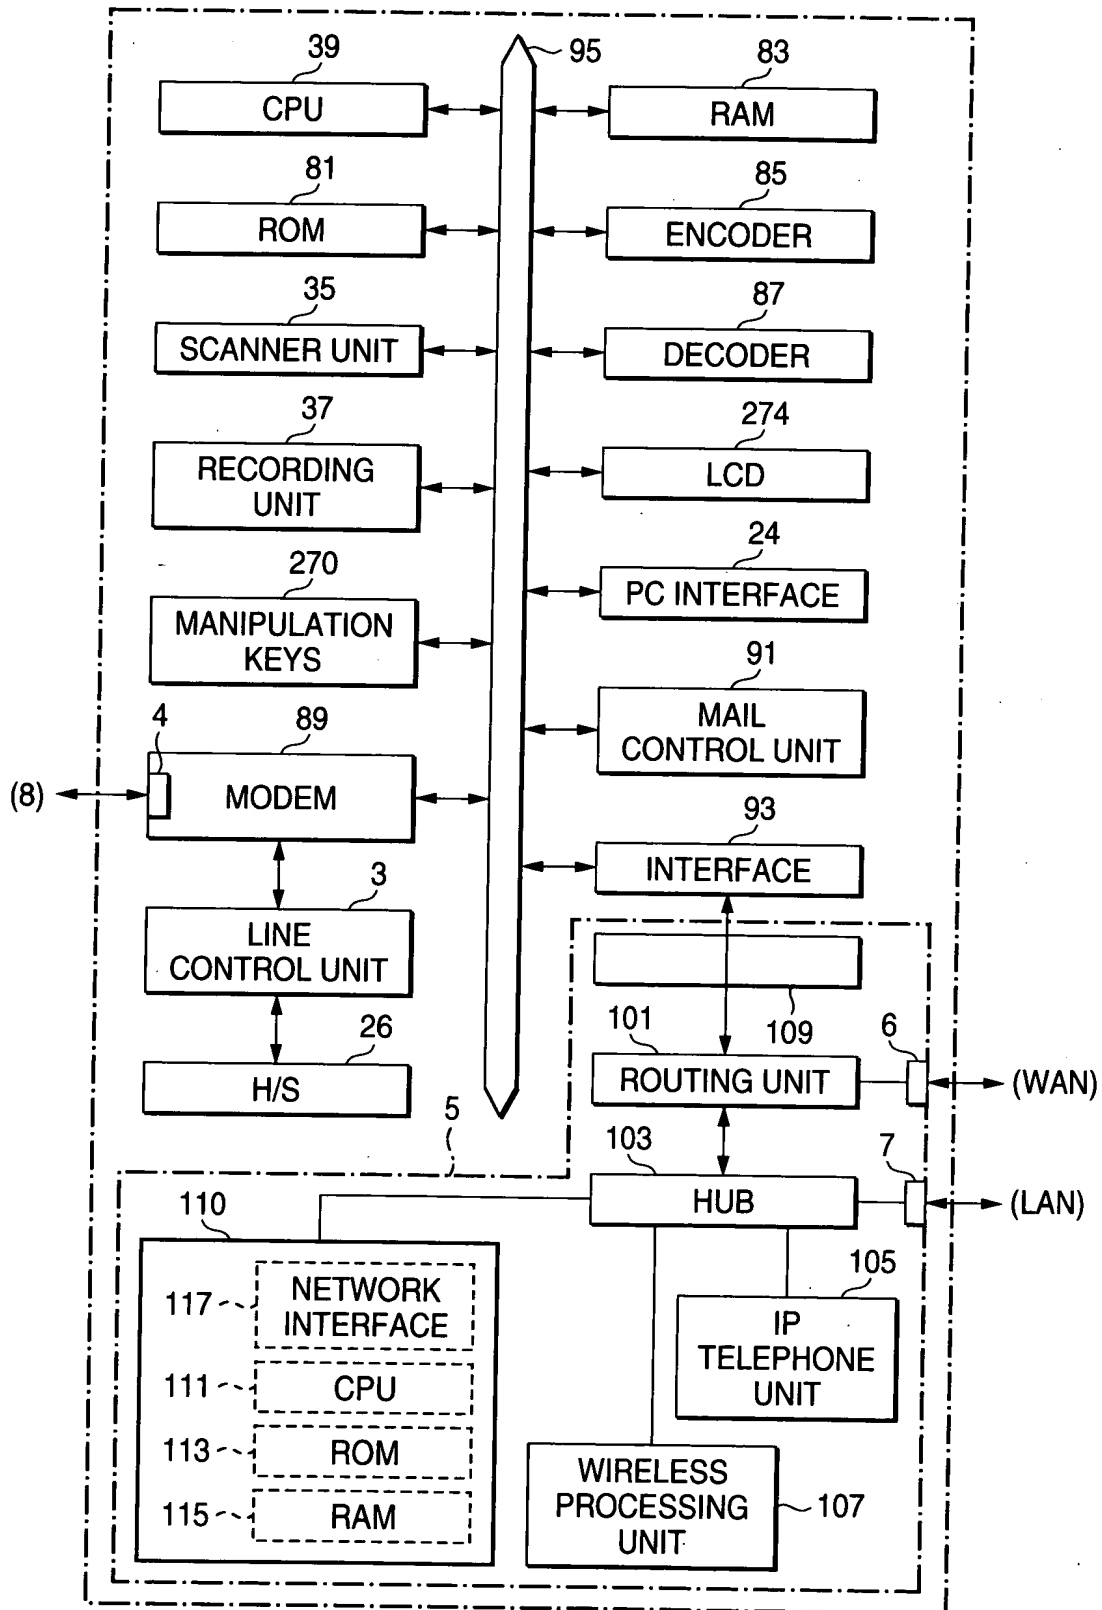 95
39
CPU
83
RAM
81
ROM
85
ENCODER
35
SCANNER UNIT
87
DECODER
37
RECORDING
UNIT
274
LCD
270
MANIPULATION
KEYS
24
PC INTERFACE
91
MAIL
CONTROL UNIT
4
89
(8)
MODEM
93
INTERFACE
3
LINE
CONTROL UNIT
109
26
H/S
101
ROUTING UNIT
6
(WAN)
5
103
HUB
7
(LAN)
110
117
NETWORK
INTERFACE
111
CPU
113
ROM
115
RAM
105
IP
TELEPHONE
UNIT
WIRELESS
PROCESSING
UNIT
107